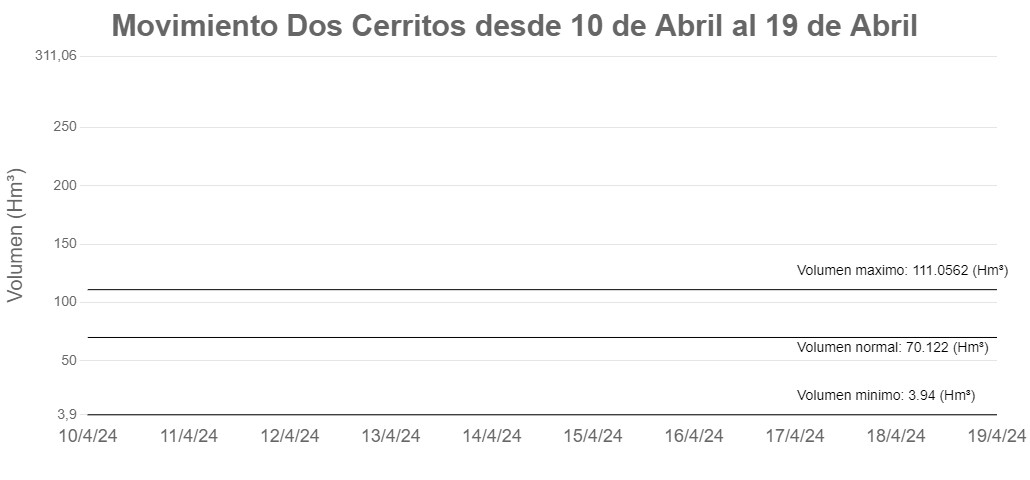 Movimiento Dos Cerritos desde 10 de Abril al 19 de Abril
311,06
250
200
150
100
50
3,9
Volumen (Hm³)
Volumen maximo: 111.0562 (Hm³)
Volumen normal: 70.122 (Hm³)
Volumen minimo: 3.94 (Hm³)
10/4/24 11/4/24 12/4/24 13/4/24 14/4/24 15/4/24 16/4/24 17/4/24 18/4/24 19/4/24